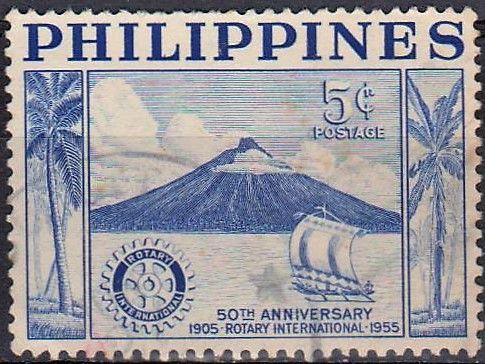 PHILIPPINES
5¢
POSTAGE
ROTARY
INTERNATIONAL
50TH ANNIVERSARY
1905 - ROTARY INTERNATIONAL - 1955